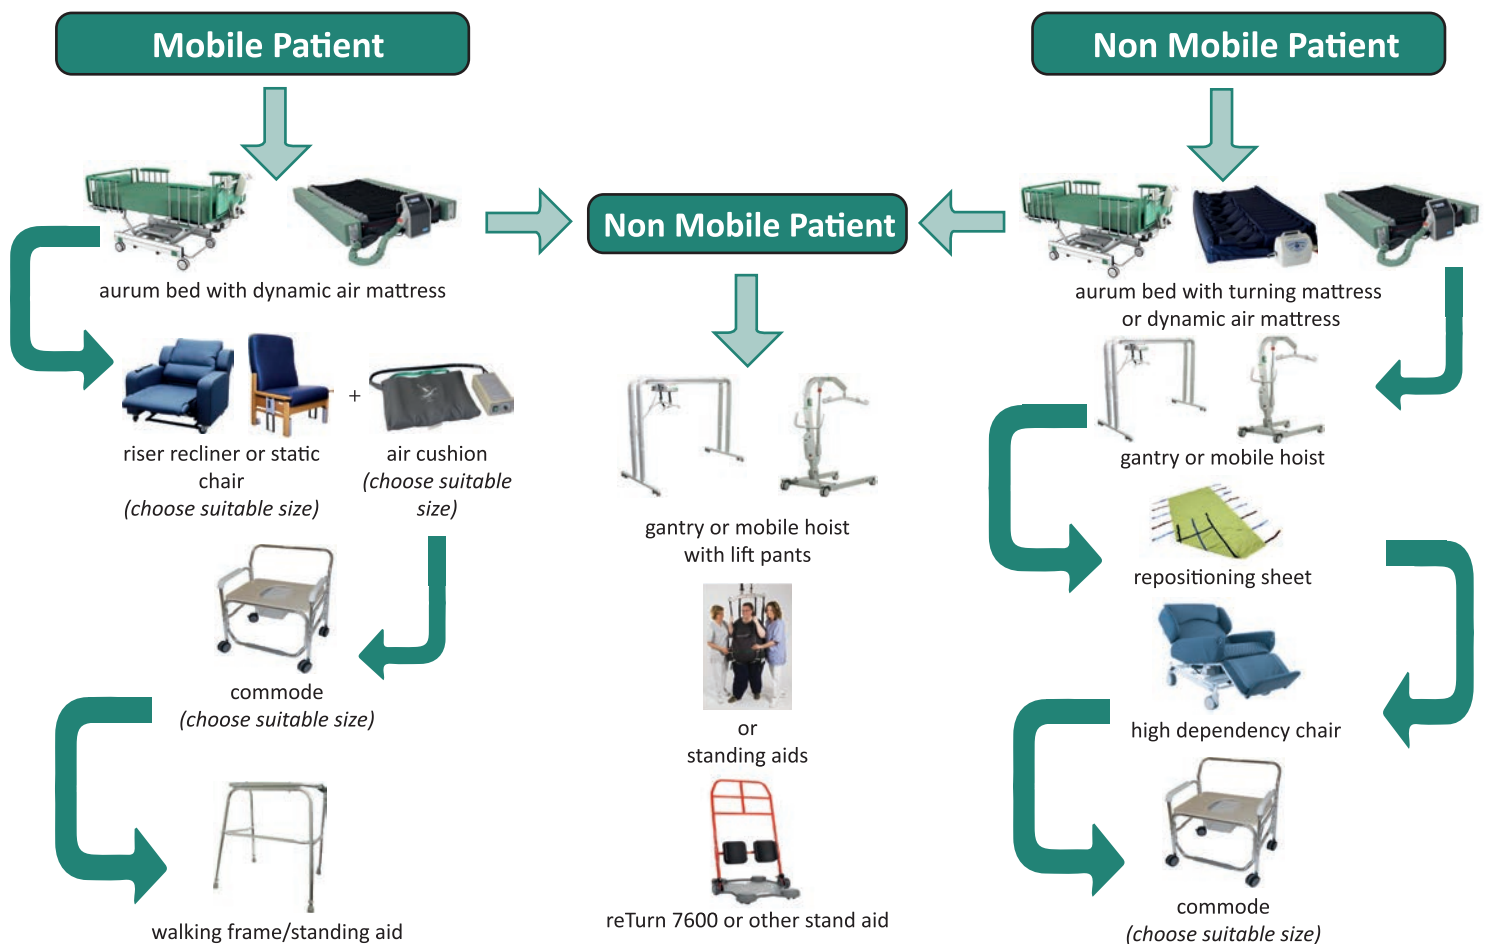 Mobile Patient
aurum bed with dynamic air mattress
riser recliner or static
chair
(choose suitable size)
+
air cushion
(choose suitable
size)
commode
(choose suitable size)
walking frame/standing aid
Non Mobile Patient
gantry or mobile hoist
with lift pants
or
standing aids
reTurn 7600 or other stand aid
Non Mobile Patient
aurum bed with turning mattress
or dynamic air mattress
gantry or mobile hoist
repositioning sheet
high dependency chair
commode
(choose suitable size)